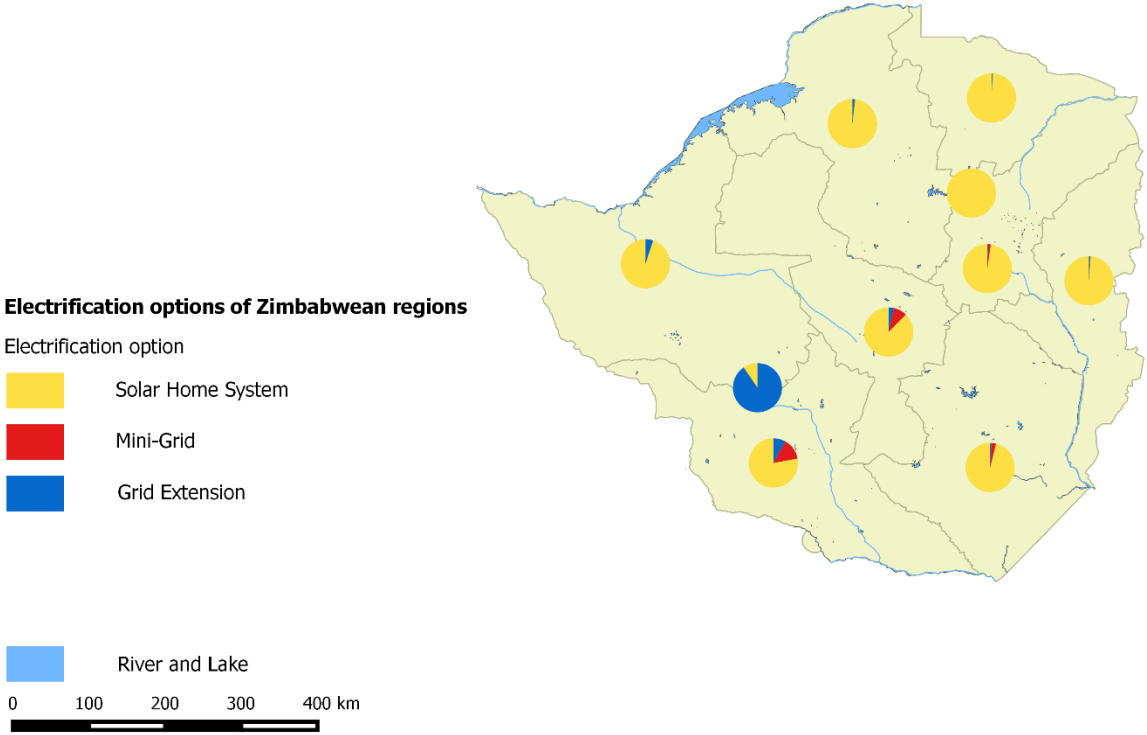 Electrification options of Zimbabwean regions
Electrification option
Solar Home System
Mini-Grid
Grid Extension
River and Lake
0 100 200 300 400 km